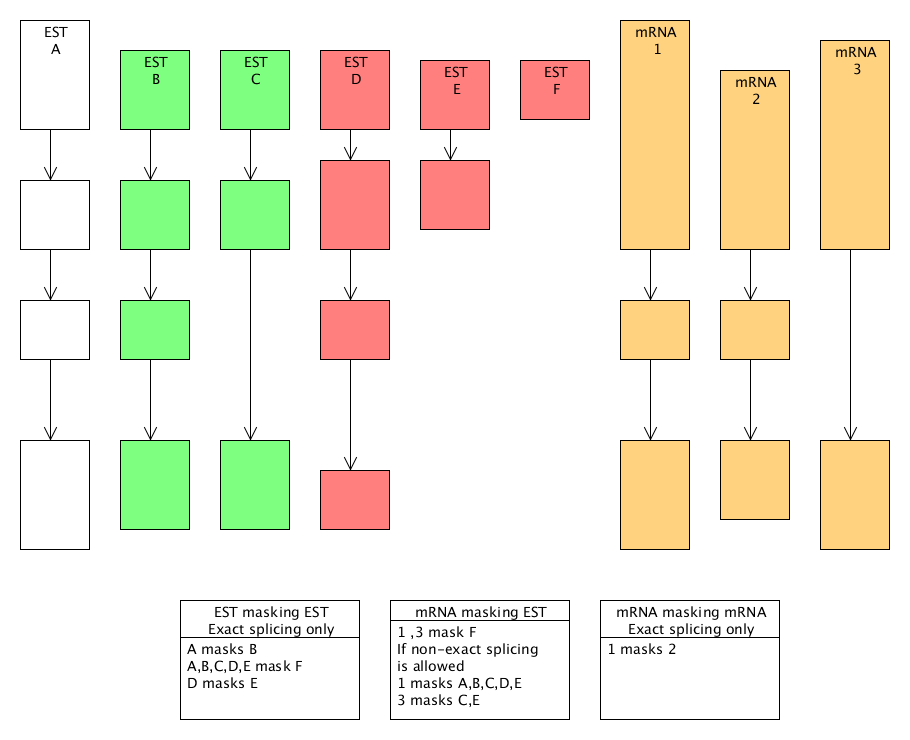 EST
A
EST
B
EST
C
EST
D
EST
E
EST
F
mRNA
1
mRNA
2
mRNA
3
EST masking EST
Exact splicing only
A masks B
A,B,C,D,E mask F
D masks E
mRNA masking EST
1 ,3 mask F
If non-exact splicing
is allowed
1 masks A,B,C,D,E
3 masks C,E
mRNA masking mRNA
Exact splicing only
1 masks 2